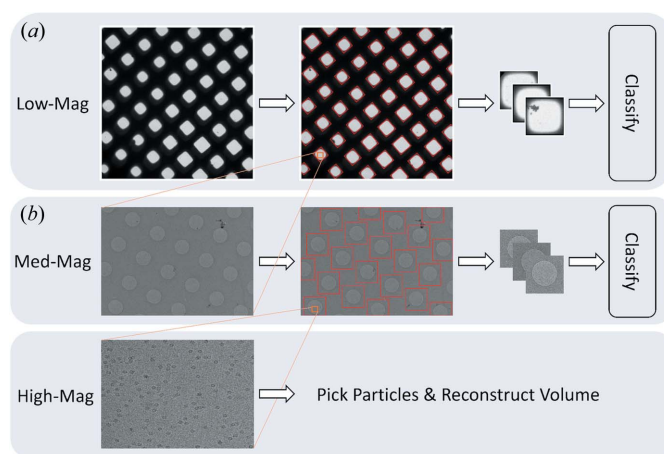 (a)
Low-Mag
Classify
(b)
Med-Mag
Classify
High-Mag
Pick Particles & Reconstruct Volume